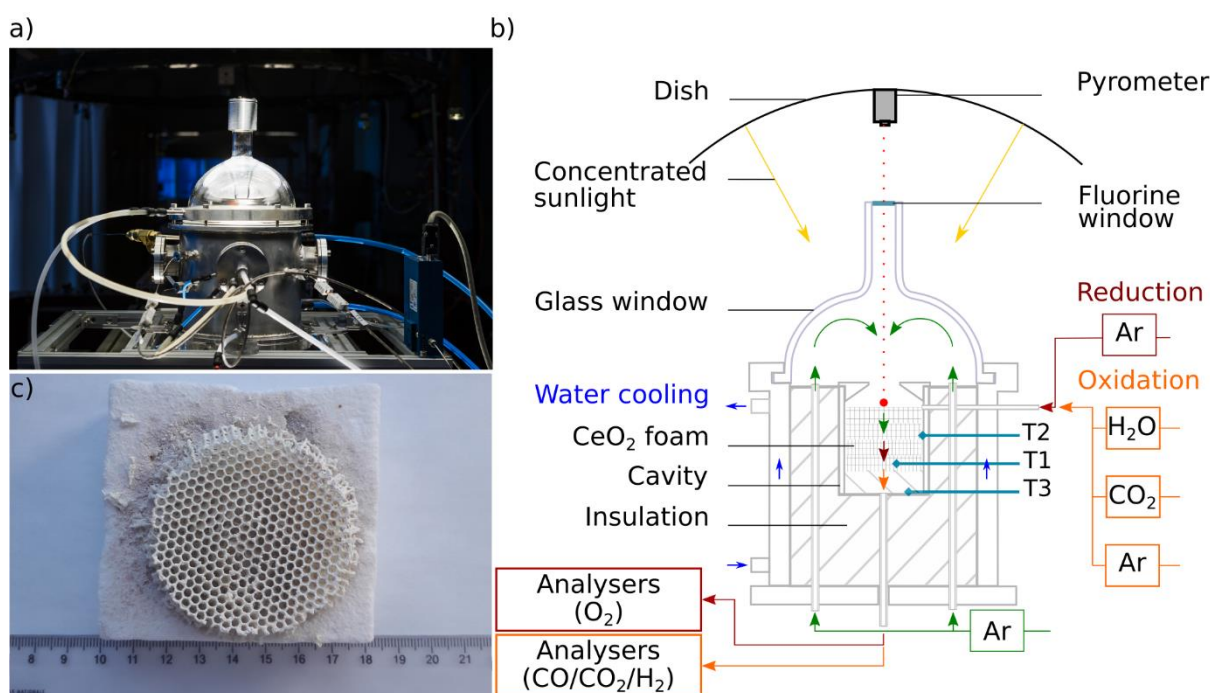 a)
b)
Dish
Pyrometer
Concentrated
sunlight
Fluorine
window
Glass window
Reduction
Ar
Water cooling
Oxidation
H₂O
CeO₂ foam
T2
T1
Cavity
CO₂
T3
Insulation
Ar
Analysers
(O₂)
Ar
Analysers
(CO/CO₂/H₂)
c)
8 9 10 11 12 13 14 15 16 17 18 19 20 21